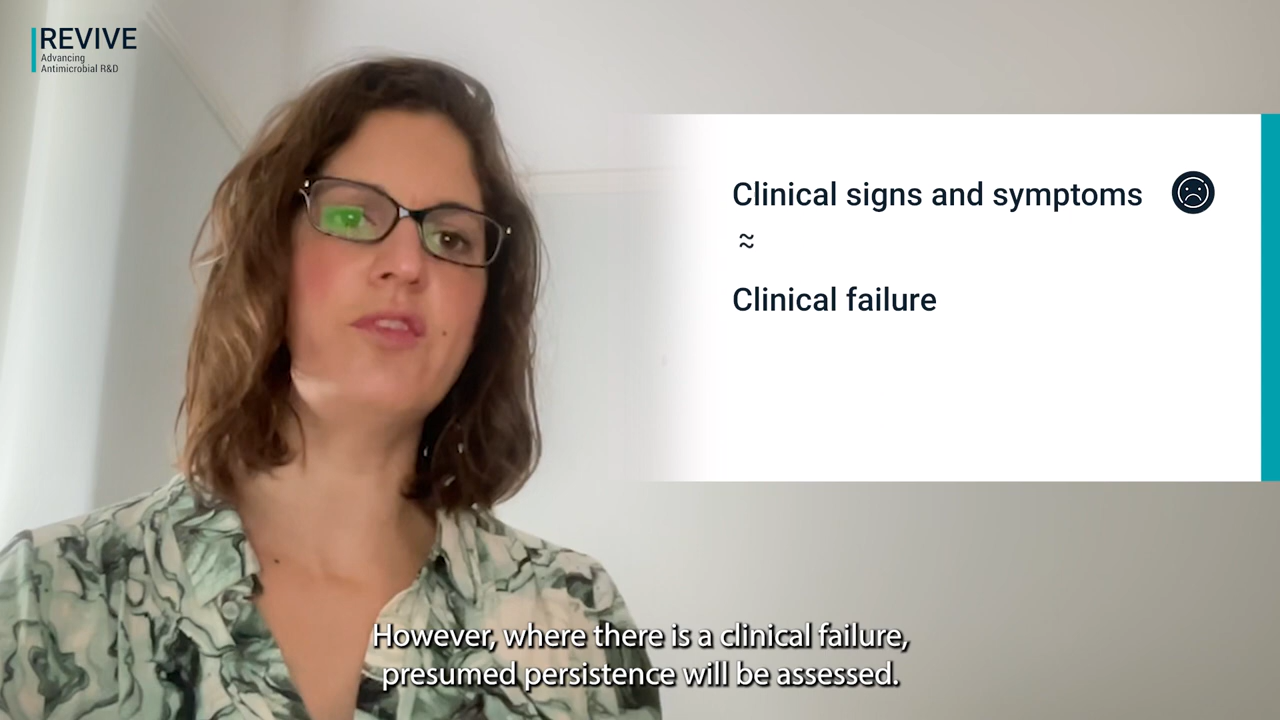 REVIVE
Advancing
Antimicrobial R&D
Clinical signs and symptoms
≈
Clinical failure
However, where there is a clinical failure,
presumed persistence will be assessed.